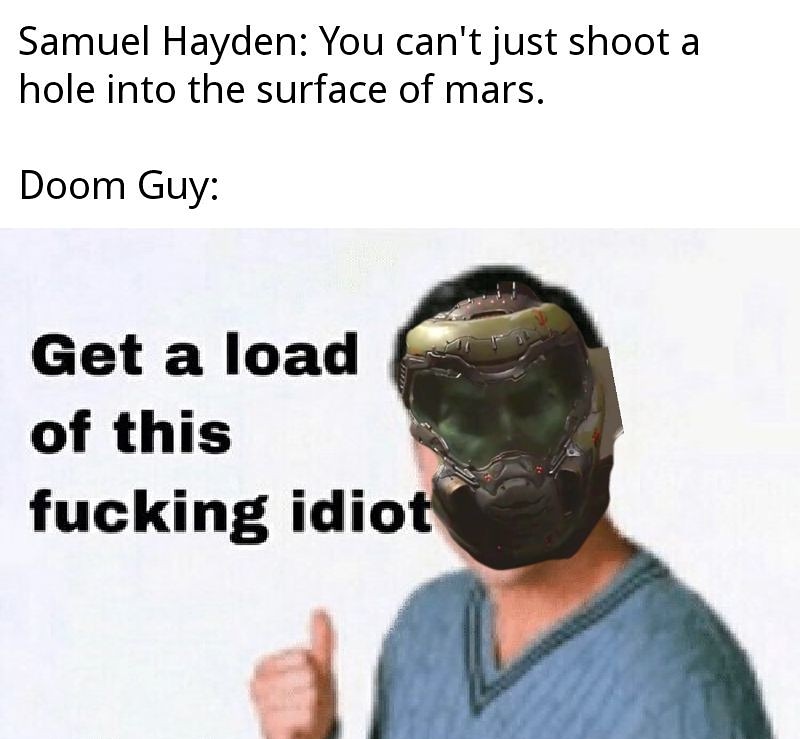 Samuel Hayden: You can't just shoot a
hole into the surface of mars.
Doom Guy:
Get a load
of this
fucking idiot